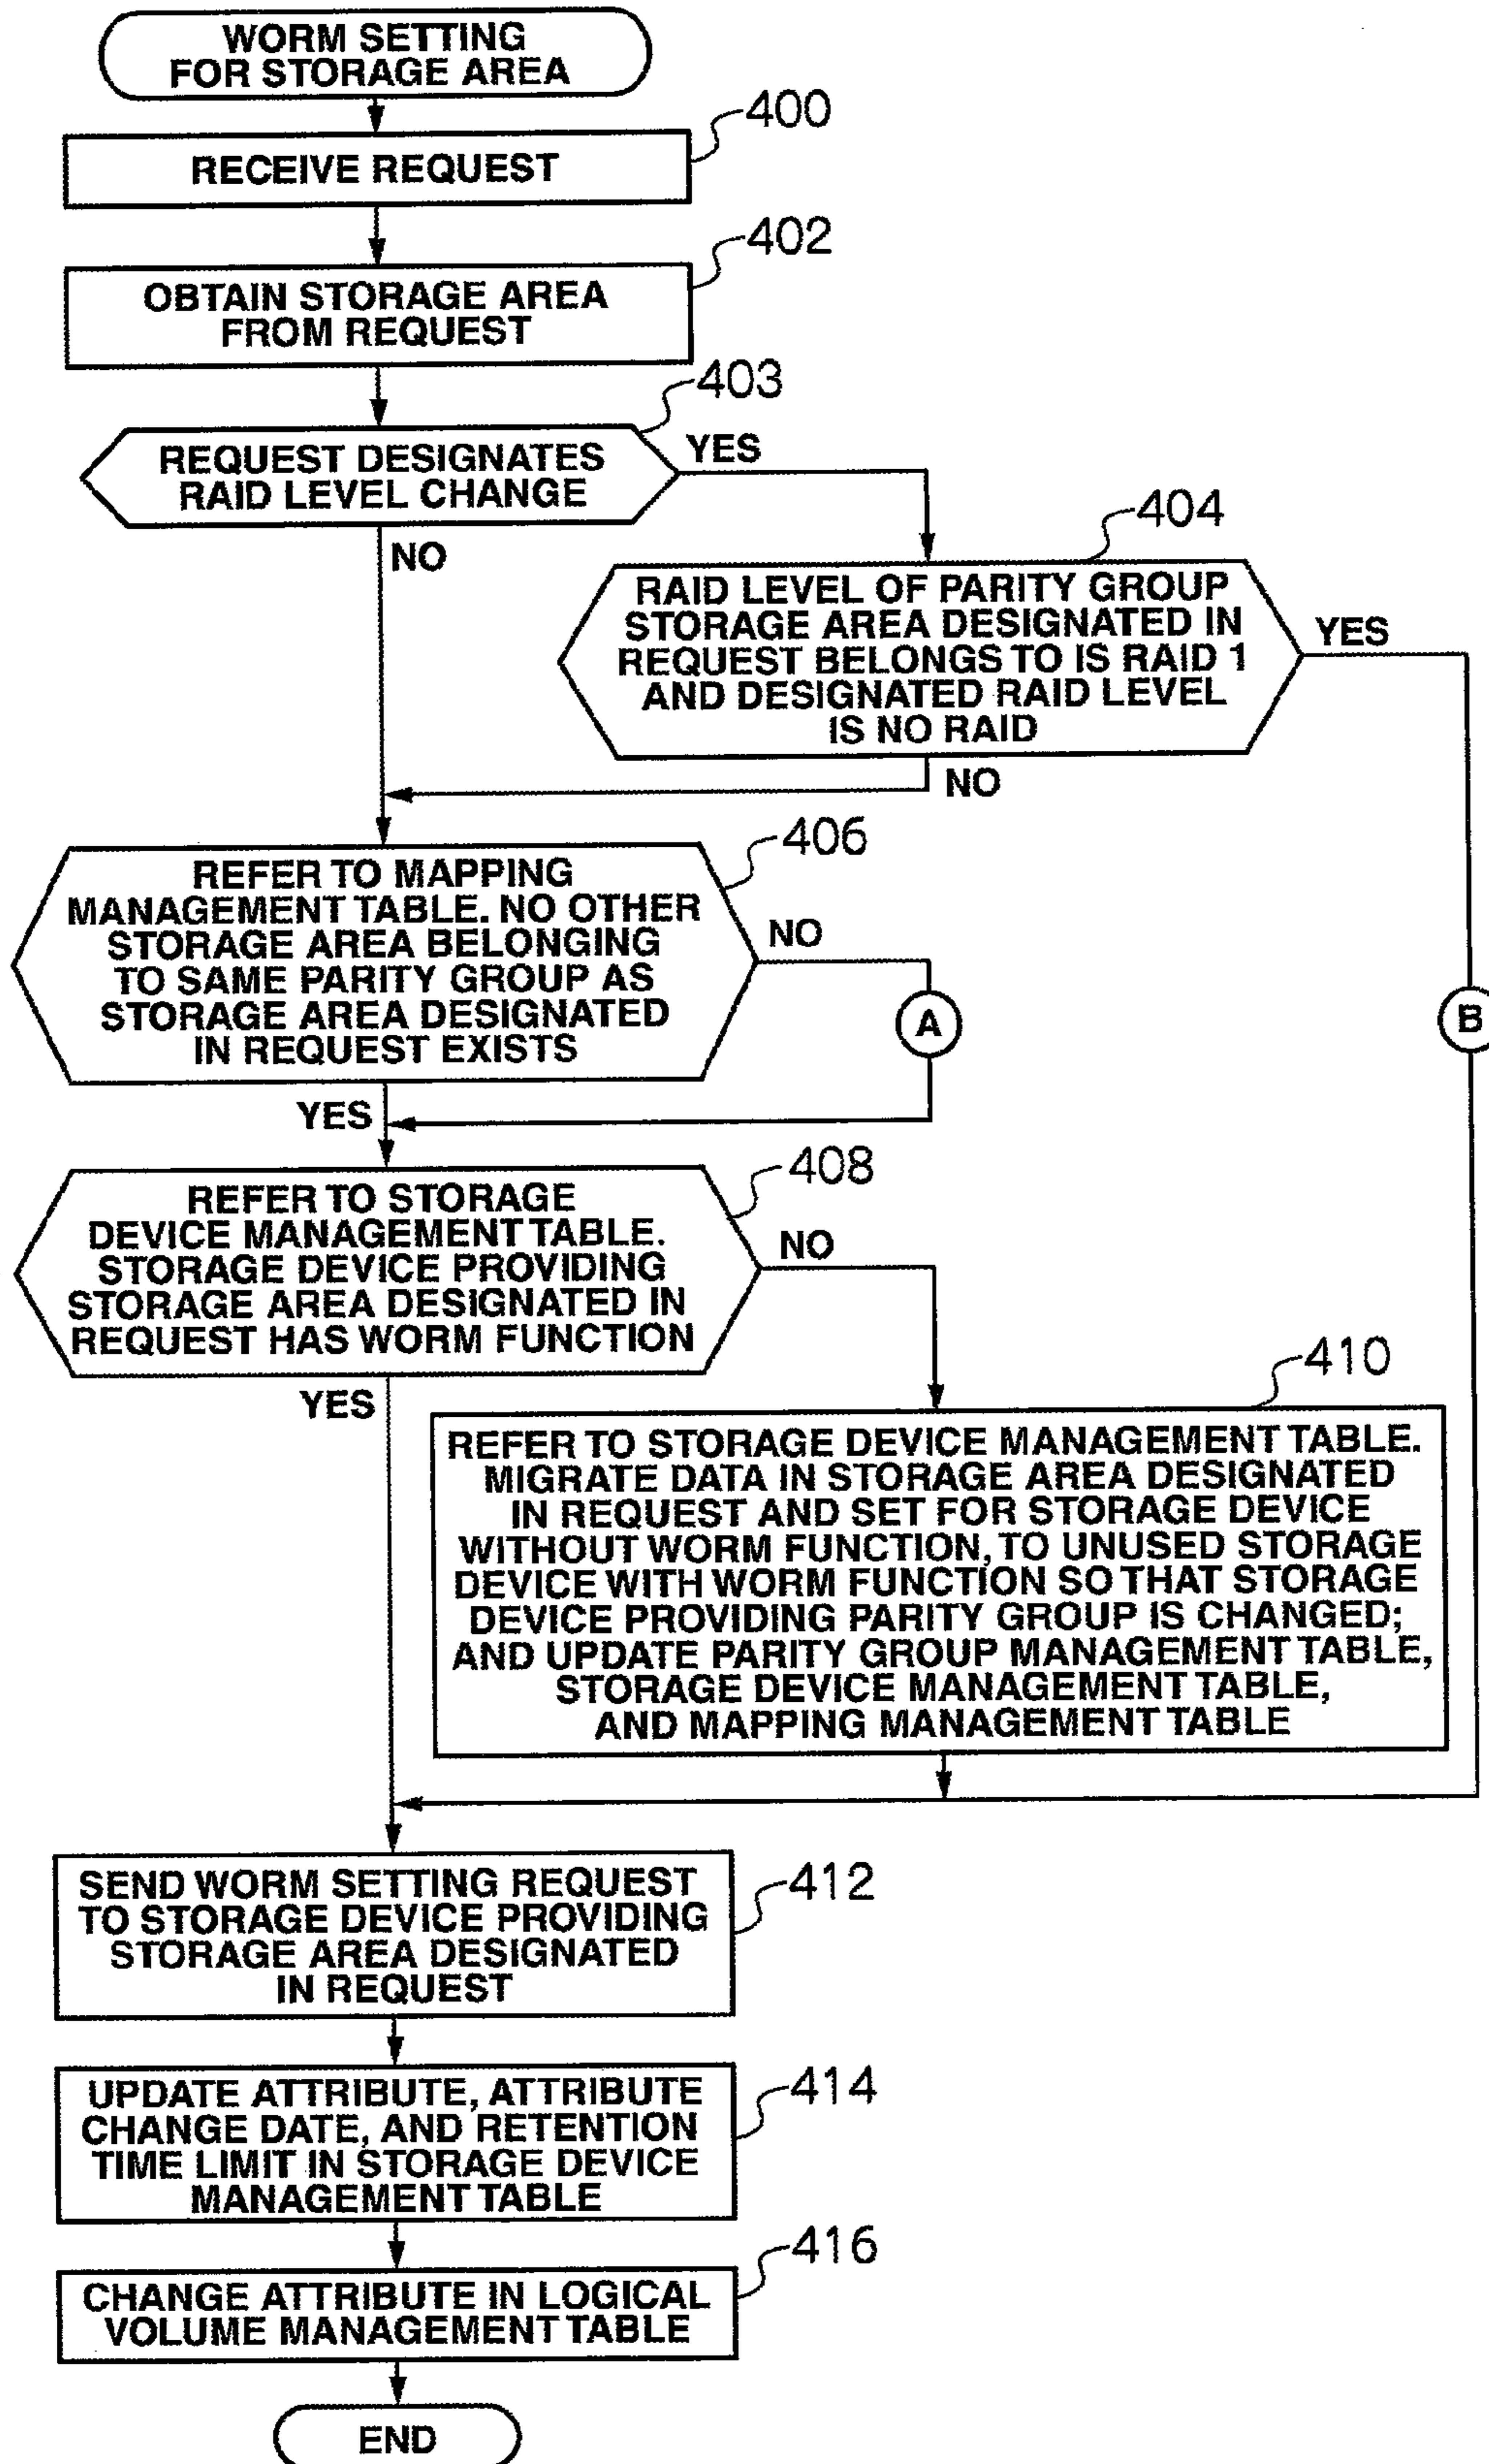 WORM SETTING
FOR STORAGE AREA
400
RECEIVE REQUEST
402
OBTAIN STORAGE AREA
FROM REQUEST
403
REQUEST DESIGNATES
RAID LEVEL CHANGE
YES
NO
404
RAID LEVEL OF PARITY GROUP
STORAGE AREA DESIGNATED IN
REQUEST BELONGS TO IS RAID 1
AND DESIGNATED RAID LEVEL
IS NO RAID
YES
NO
406
REFER TO MAPPING
MANAGEMENT TABLE. NO OTHER
STORAGE AREA BELONGING
TO SAME PARITY GROUP AS
STORAGE AREA DESIGNATED
IN REQUEST EXISTS
NO
A
B
YES
408
REFER TO STORAGE
DEVICE MANAGEMENT TABLE.
STORAGE DEVICE PROVIDING
STORAGE AREA DESIGNATED IN
REQUEST HAS WORM FUNCTION
NO
YES
410
REFER TO STORAGE DEVICE MANAGEMENT TABLE.
MIGRATE DATA IN STORAGE AREA DESIGNATED
IN REQUEST AND SET FOR STORAGE DEVICE
WITHOUT WORM FUNCTION, TO UNUSED STORAGE
DEVICE WITH WORM FUNCTION SO THAT STORAGE
DEVICE PROVIDING PARITY GROUP IS CHANGED;
AND UPDATE PARITY GROUP MANAGEMENT TABLE,
STORAGE DEVICE MANAGEMENT TABLE,
AND MAPPING MANAGEMENT TABLE
412
SEND WORM SETTING REQUEST
TO STORAGE DEVICE PROVIDING
STORAGE AREA DESIGNATED
IN REQUEST
414
UPDATE ATTRIBUTE, ATTRIBUTE
CHANGE DATE, AND RETENTION
TIME LIMIT IN STORAGE DEVICE
MANAGEMENT TABLE
416
CHANGE ATTRIBUTE IN LOGICAL
VOLUME MANAGEMENT TABLE
END